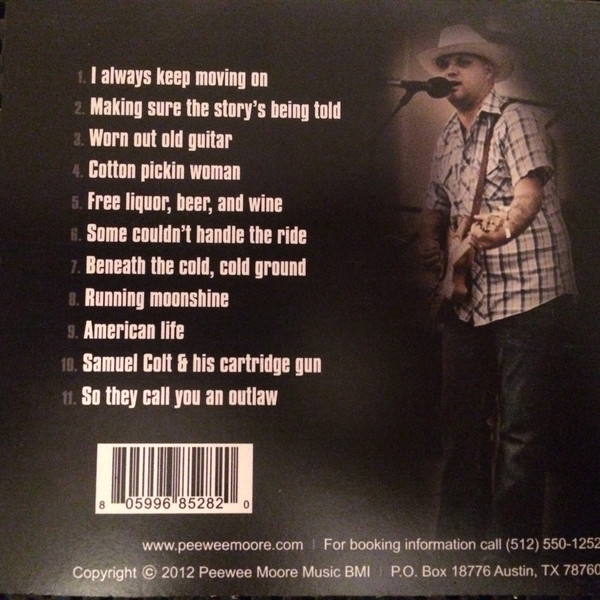 1. I always keep moving on
2. Making sure the story's being told
3. Worn out old guitar
4. Cotton pickin woman
5. Free liquor, beer, and wine
6. Some couldn't handle the ride
7. Beneath the cold, cold ground
8. Running moonshine
9. American life
10. Samuel Colt & his cartridge gun
11. So they call you an outlaw
8 05996 85282 0
www.peeweemoore.com | For booking information call (512) 550-1252
Copyright © 2012 Peewee Moore Music BMI | P.O. Box 18776 Austin, TX 78760